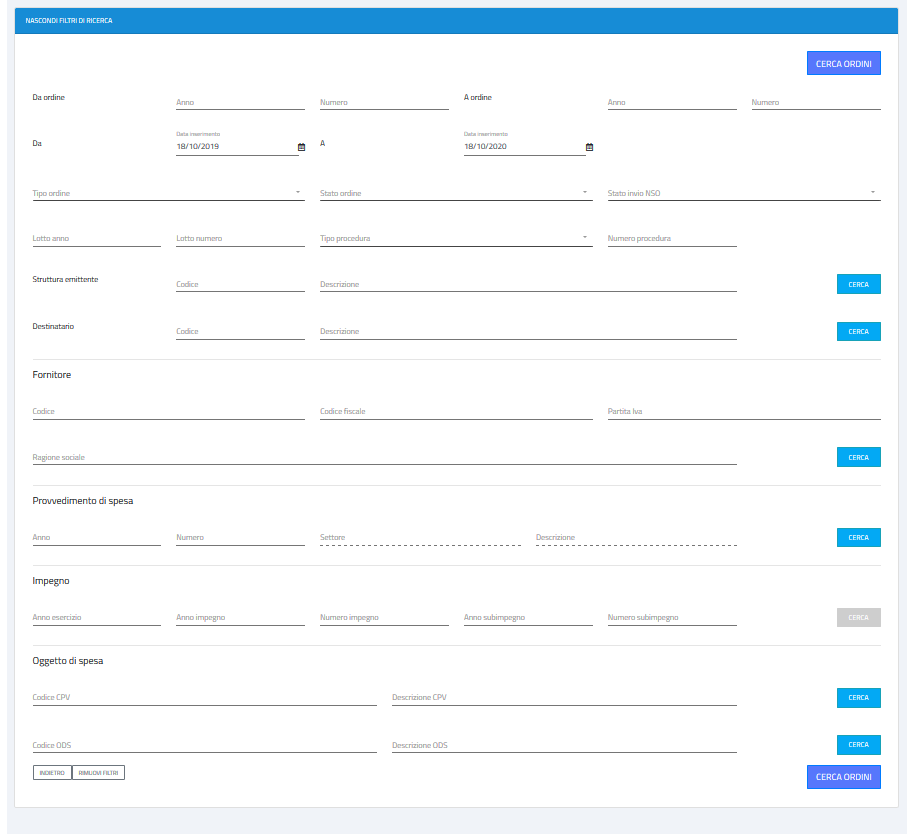 NASCONDI FILTRI DI RICERCA
CERCA ORDINI
Da ordine Anno Numero A ordine Anno Numero
Data inserimento Data inserimento
Da 18/10/2019 A 18/10/2020
Tipo ordine Stato ordine Stato invio NSO
Lotto anno Lotto numero Tipo procedura Numero procedura
Struttura emittente Codice Descrizione CERCA
Destinatario Codice Descrizione CERCA
Fornitore
Codice Codice fiscale Partita Iva
Ragione sociale CERCA
Provvedimento di spesa
Anno Numero Settore Descrizione CERCA
Impegno
Anno esercizio Anno impegno Numero impegno Anno subimpegno Numero subimpegno CERCA
Oggetto di spesa
Codice CPV Descrizione CPV CERCA
Codice ODS Descrizione ODS CERCA
INDIETRO RIMUOVI FILTRI CERCA ORDINI